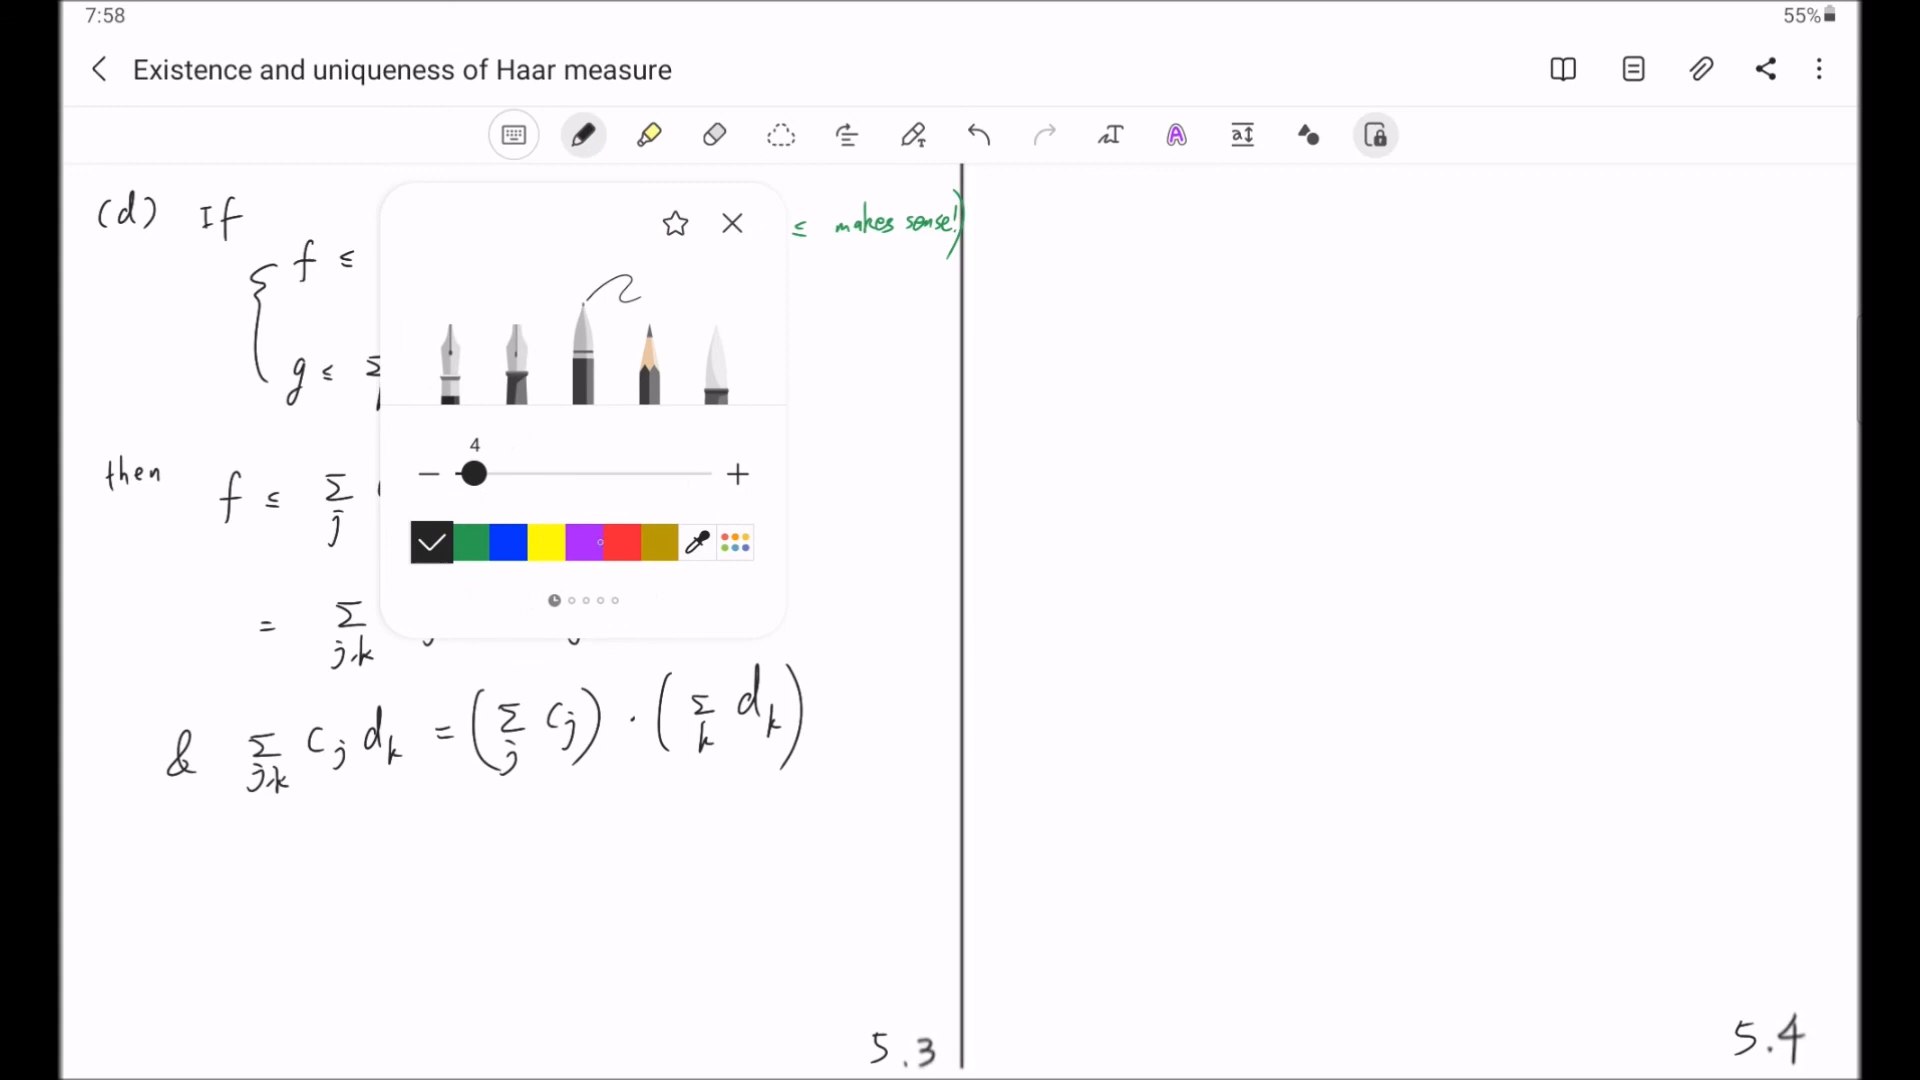 7:58 55%
Existence and uniqueness of Haar measure
(d) If
≤ makes sense!)
f ≤
g ≤ Σ
4
then f ≤ Σ
j
= Σ
j,k
& Σ c_j d_k = (Σ c_j) · (Σ d_k)
j,k j k
5.3
5.4